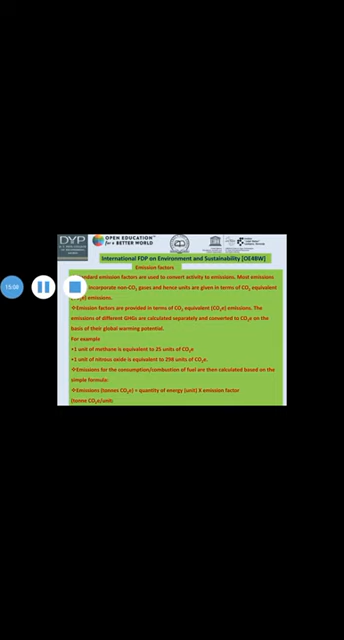 DYP
OPEN EDUCATION
for a BETTER WORLD
International FDP on Environment and Sustainability [OE4BW]
Emission factors
ndard emission factors are used to convert activity to emissions. Most emissions
15:08
incorporate non-CO₂ gases and hence units are given in terms of CO₂ equivalent
e) emissions.
❖Emission factors are provided in terms of CO₂ equivalent (CO₂e) emissions. The
emissions of different GHGs are calculated separately and converted to CO₂e on the
basis of their global warming potential.
For example
•1 unit of methane is equivalent to 25 units of CO₂e
•1 unit of nitrous oxide is equivalent to 298 units of CO₂e.
❖Emissions for the consumption/combustion of fuel are then calculated based on the
simple formula:
❖Emissions (tonnes CO₂e) = quantity of energy (unit) X emission factor
(tonne CO₂e/unit